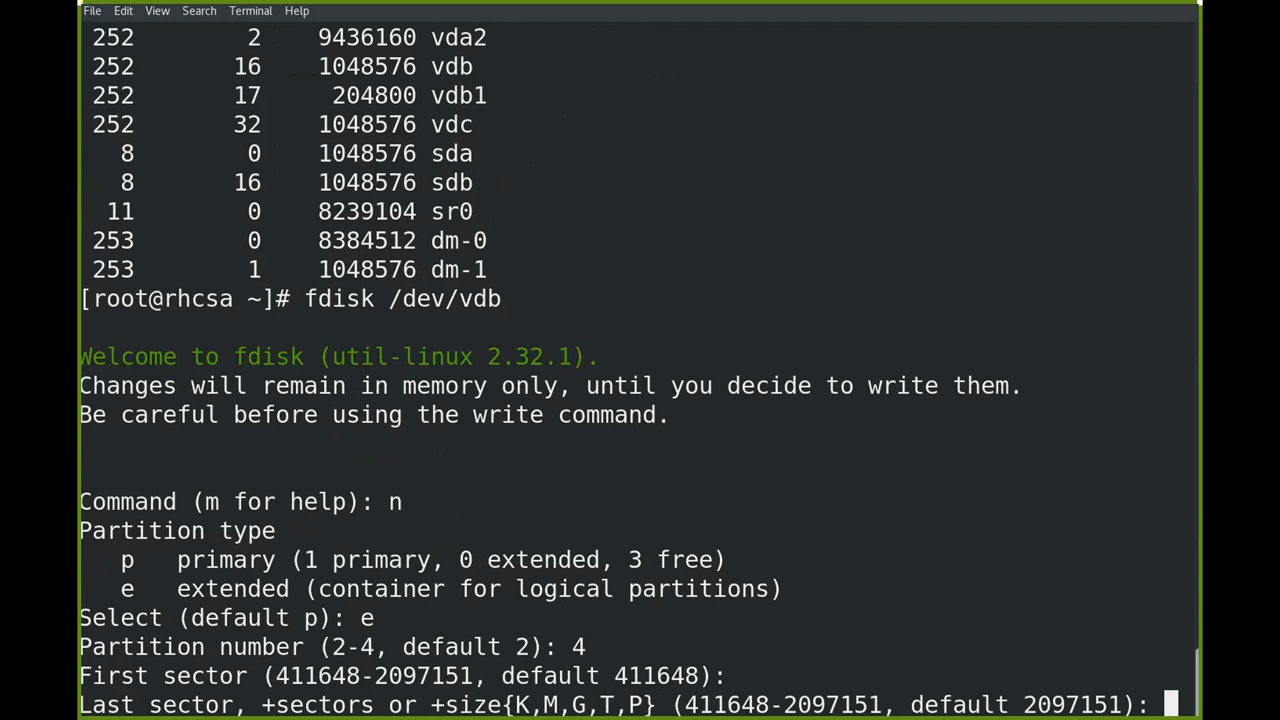 File Edit View Search Terminal Help
252 2 9436160 vda2
252 16 1048576 vdb
252 17 204800 vdb1
252 32 1048576 vdc
8 0 1048576 sda
8 16 1048576 sdb
11 0 8239104 sr0
253 0 8384512 dm-0
253 1 1048576 dm-1
[root@rhcsa ~]# fdisk /dev/vdb
Welcome to fdisk (util-linux 2.32.1).
Changes will remain in memory only, until you decide to write them.
Be careful before using the write command.
Command (m for help): n
Partition type
p primary (1 primary, 0 extended, 3 free)
e extended (container for logical partitions)
Select (default p): e
Partition number (2-4, default 2): 4
First sector (411648-2097151, default 411648):
Last sector, +sectors or +size{K,M,G,T,P} (411648-2097151, default 2097151):